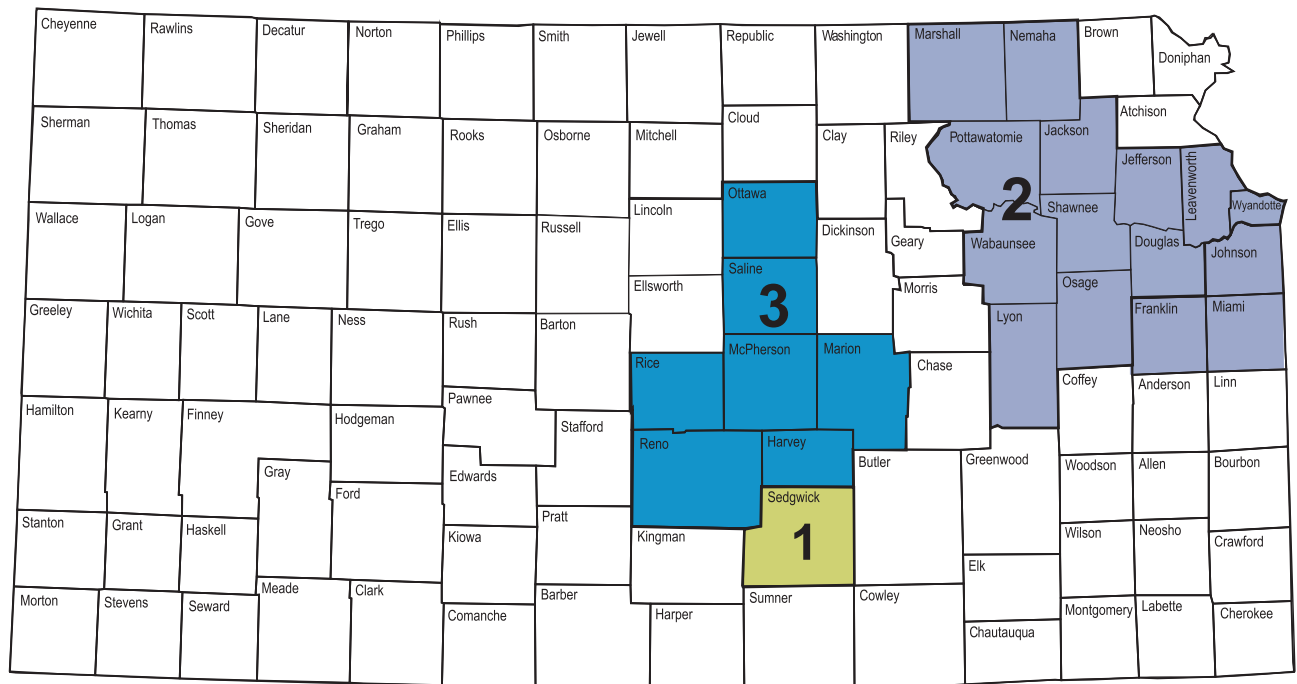 Cheyenne
Rawlins
Decatur
Norton
Phillips
Smith
Jewell
Republic
Washington
Marshall
Nemaha
Brown
Doniphan
Sherman
Thomas
Sheridan
Graham
Rooks
Osborne
Mitchell
Cloud
Clay
Riley
Pottawatomie
Jackson
Atchison
Jefferson
Leavenworth
Wyandotte
2
Wallace
Logan
Gove
Trego
Ellis
Russell
Lincoln
Ottawa
Dickinson
Geary
Wabaunsee
Shawnee
Douglas
Johnson
Ellsworth
Saline
3
Morris
Osage
Greeley
Wichita
Scott
Lane
Ness
Rush
Barton
Rice
McPherson
Marion
Chase
Lyon
Franklin
Miami
Hamilton
Kearny
Finney
Hodgeman
Pawnee
Stafford
Reno
Harvey
Butler
Greenwood
Coffey
Anderson
Linn
Gray
Ford
Edwards
Sedgwick
1
Woodson
Allen
Bourbon
Stanton
Grant
Haskell
Kiowa
Pratt
Kingman
Elk
Wilson
Neosho
Crawford
Morton
Stevens
Seward
Meade
Clark
Comanche
Barber
Harper
Sumner
Cowley
Chautauqua
Montgomery
Labette
Cherokee